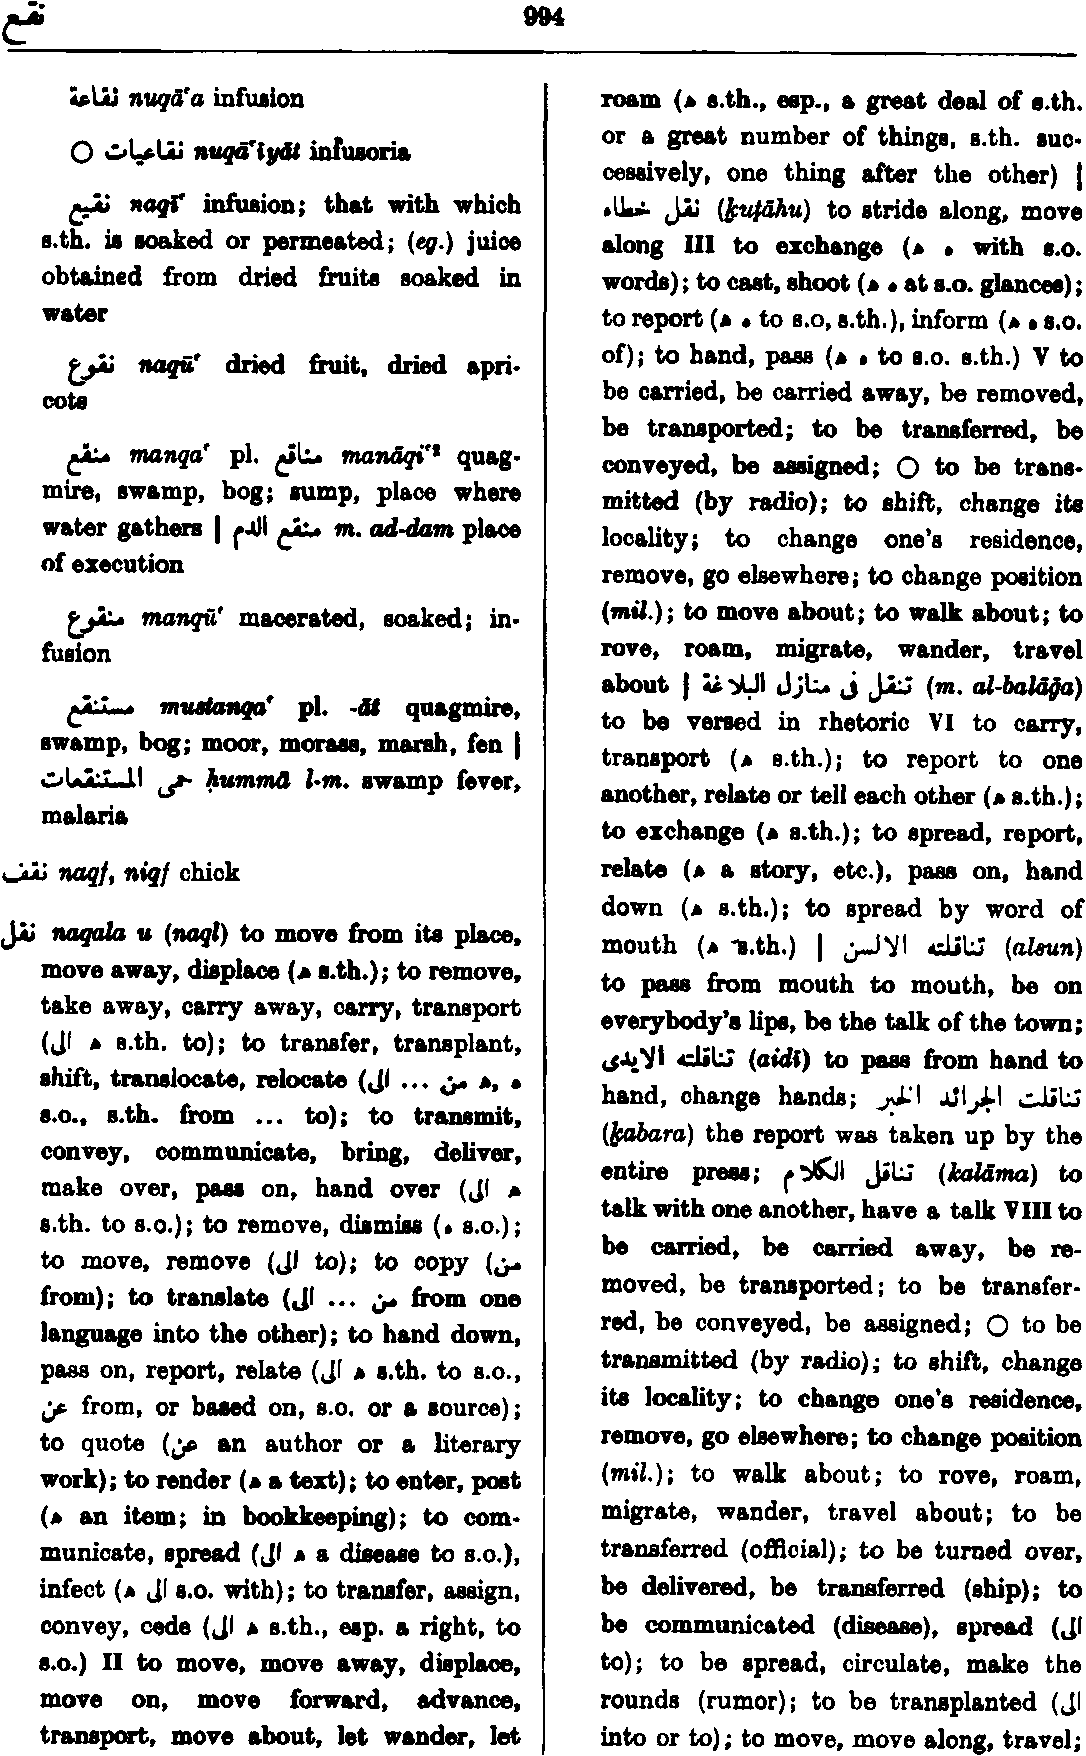 نقع
994
نقاعة nuqā‘a infusion
○ نقاعيات nuqā‘īyāt infusoria
نقيع naqī‘ infusion; that with which
s.th. is soaked or permeated; (eg.) juice
obtained from dried fruits soaked in
water
نقوع naqū‘ dried fruit, dried apri-
cots
منقع manqa‘ pl. مناقع manāqi‘² quag-
mire, swamp, bog; sump, place where
water gathers | منقع الدم m. ad-dam place
of execution
منقوع manqū‘ macerated, soaked; in-
fusion
مستنقع mustanqa‘ pl. -āt quagmire,
swamp, bog; moor, morass, marsh, fen |
حمى المستنقعات ḥummā l-m. swamp fever,
malaria
نقف naqf, niqf chick
نقل naqala u (naql) to move from its place,
move away, displace (ه s.th.); to remove,
take away, carry away, carry, transport
(ه الى s.th. to); to transfer, transplant,
shift, translocate, relocate (ه, ه من ... الى
s.o., s.th. from ... to); to transmit,
convey, communicate, bring, deliver,
make over, pass on, hand over (ه الى
s.th. to s.o.); to remove, dismiss (ه s.o.);
to move, remove (الى to); to copy (من
from); to translate (من ... الى from one
language into the other); to hand down,
pass on, report, relate (ه الى s.th. to s.o.,
عن from, or based on, s.o. or a source);
to quote (عن an author or a literary
work); to render (ه a text); to enter, post
(ه an item; in bookkeeping); to com-
municate, spread (ه الى a disease to s.o.),
infect (ه الى s.o. with); to transfer, assign,
convey, cede (ه الى s.th., esp. a right, to
s.o.) II to move, move away, displace,
move on, move forward, advance,
transport, move about, let wander, let
roam (ه s.th., esp., a great deal of s.th.
or a great number of things, s.th. suc-
cessively, one thing after the other) |
نقل خطاه (ḵuṭāhu) to stride along, move
along III to exchange (ه ه with s.o.
words); to cast, shoot (ه ه at s.o. glances);
to report (ه ه to s.o, s.th.), inform (ه ه s.o.
of); to hand, pass (ه ه to s.o. s.th.) V to
be carried, be carried away, be removed,
be transported; to be transferred, be
conveyed, be assigned; ○ to be trans-
mitted (by radio); to shift, change its
locality; to change one's residence,
remove, go elsewhere; to change position
(mil.); to move about; to walk about; to
rove, roam, migrate, wander, travel
about | تنقل فى منازل البلاغة (m. al-balāḡa)
to be versed in rhetoric VI to carry,
transport (ه s.th.); to report to one
another, relate or tell each other (ه s.th.);
to exchange (ه s.th.); to spread, report,
relate (ه a story, etc.), pass on, hand
down (ه s.th.); to spread by word of
mouth (ه s.th.) | تناقلته الالسن (alsun)
to pass from mouth to mouth, be on
everybody's lips, be the talk of the town;
تناقلته الايدى (aidī) to pass from hand to
hand, change hands; تناقلت الجرائد الخبر
(ḵabara) the report was taken up by the
entire press; تناقل الكلام (kalāma) to
talk with one another, have a talk VIII to
be carried, be carried away, be re-
moved, be transported; to be transfer-
red, be conveyed, be assigned; ○ to be
transmitted (by radio); to shift, change
its locality; to change one's residence,
remove, go elsewhere; to change position
(mil.); to walk about; to rove, roam,
migrate, wander, travel about; to be
transferred (official); to be turned over,
be delivered, be transferred (ship); to
be communicated (disease), spread (الى
to); to be spread, circulate, make the
rounds (rumor); to be transplanted (الى
into or to); to move, move along, travel;